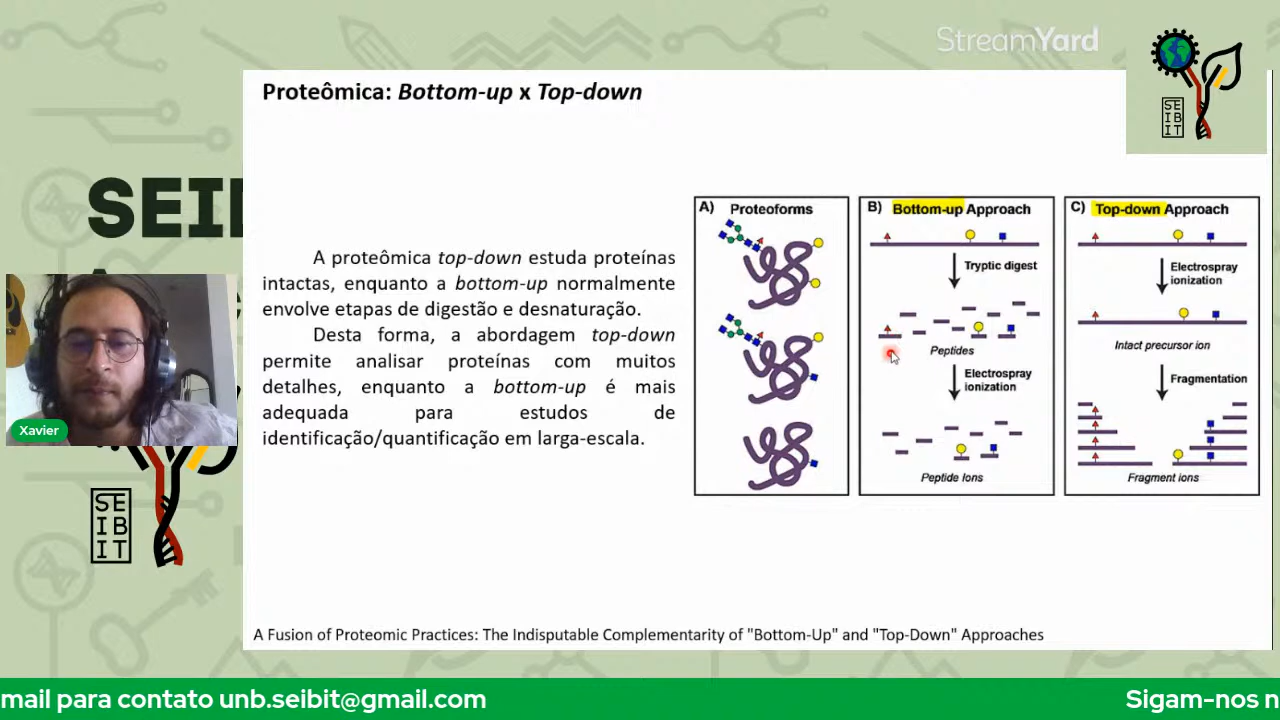 StreamYard
Proteômica: Bottom-up x Top-down
SE
IB
IT
SEI
A proteômica top-down estuda proteínas
intactas, enquanto a bottom-up normalmente
envolve etapas de digestão e desnaturação.
Desta forma, a abordagem top-down
permite analisar proteínas com muitos
detalhes, enquanto a bottom-up é mais
adequada para estudos de
identificação/quantificação em larga-escala.
A) Proteoforms
B) Bottom-up Approach
Tryptic digest
Peptides
Electrospray
ionization
Peptide Ions
C) Top-down Approach
Electrospray
ionization
Intact precursor ion
Fragmentation
Fragment ions
Xavier
SE
IB
IT
A Fusion of Proteomic Practices: The Indisputable Complementarity of "Bottom-Up" and "Top-Down" Approaches
mail para contato unb.seibit@gmail.com
Sigam-nos n